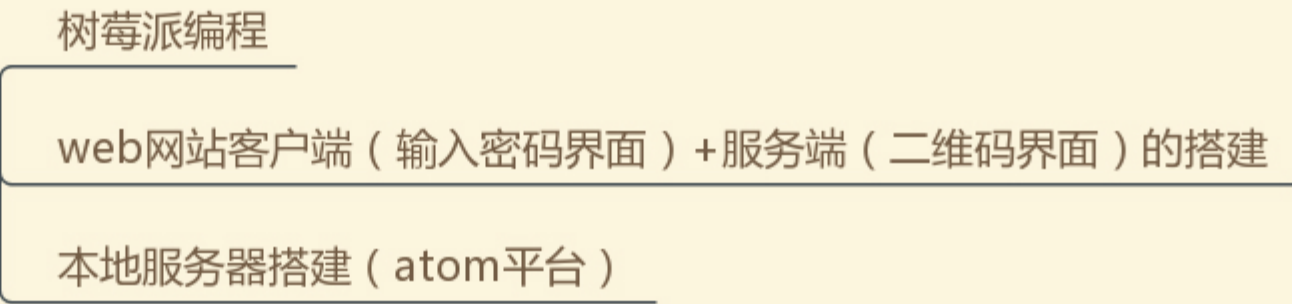 树莓派编程
web网站客户端（输入密码界面）+服务端（二维码界面）的搭建
本地服务器搭建（atom平台）